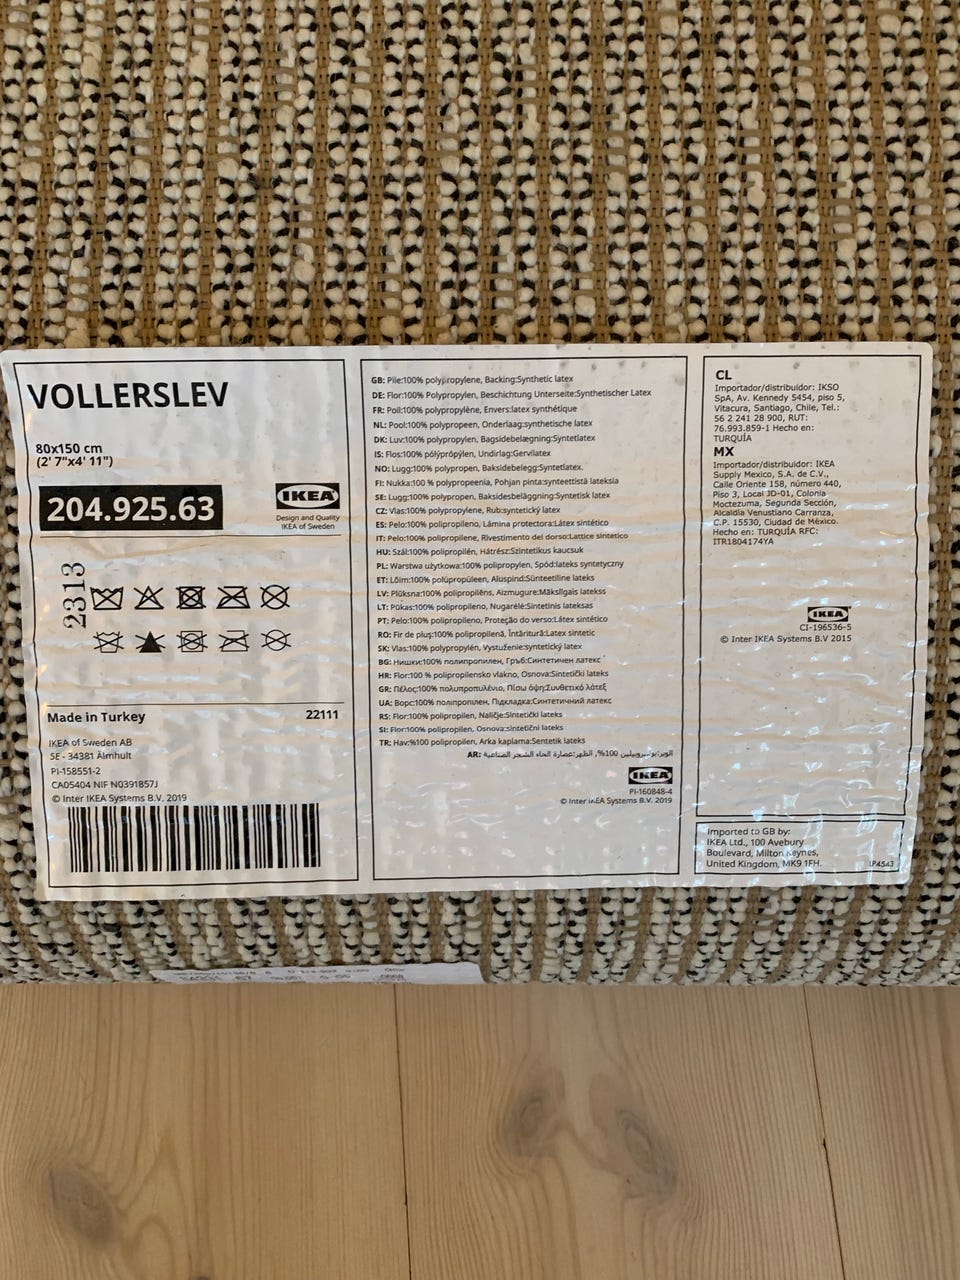 VOLLERSLEV
80x150 cm
(2' 7"x4' 11")
204.925.63
IKEA
Design and Quality
IKEA of Sweden
2313
Made in Turkey 22111
IKEA of Sweden AB
SE - 34381 Älmhult
PI-158551-2
CA05404 NIF N0391857J
© Inter IKEA Systems B.V. 2019
GB: Pile:100% polypropylene, Backing:Synthetic latex
DE: Flor:100% Polypropylen, Beschichtung Unterseite:Synthetischer Latex
FR: Poil:100% polypropylène, Envers:latex synthétique
NL: Pool:100% polypropeen, Onderlaag:synthetische latex
DK: Luv:100% polypropylen, Bagsidebelægning:Syntetlatex
IS: Flos:100% pólýprópýlen, Undirlag:Gervilatex
NO: Lugg:100% polypropen, Baksidebelegg:Syntetlatex.
FI: Nukka:100 % polypropeenia, Pohjan pinta:synteettistä lateksia
SE: Lugg:100% polypropen, Baksidesbeläggning:Syntetisk latex
CZ: Vlas:100% polypropylen, Rub:syntetický latex
ES: Pelo:100% polipropileno, Lámina protectora:Látex sintético
IT: Pelo:100% polipropilene, Rivestimento del dorso:Lattice sintetico
HU: Szál:100% polipropilén, Hátrész:Szintetikus kaucsuk
PL: Warstwa użytkowa:100% polipropylen, Spód:lateks syntetyczny
ET: Lõim:100% polüpropüleen, Aluspind:Sünteetiline lateks
LV: Plūksna:100% polipropilēns, Aizmugure:Mākslīgais latekss
LT: Pūkas:100% polipropileno, Nugarėlė:Sintetinis lateksas
PT: Pelo:100% polipropileno, Proteção do verso:Látex sintético
RO: Fir de pluş:100% polipropilenă, Întăritură:Latex sintetic
SK: Vlas:100% polypropylén, Vystuženie:syntetický latex
BG: Нишки:100% полипропилен, Гръб:Синтетичен латекс
HR: Flor:100 % polipropilensko vlakno, Osnova:Sintetički lateks
GR: Πέλος:100% πολυπροπυλένιο, Πίσω όψη:Συνθετικό λάτεξ
UA: Ворс:100% поліпропилен, Підкладка:Синтетичний латекс
RS: Flor:100% polipropilen, Naličje:Sintetički lateks
SI: Flor:100% polipropilen, Osnova:sintetični lateks
TR: Hav:%100 polipropilen, Arka kaplama:Sentetik lateks
AR: الوبر:بوليبروبيلين 100%, الظهر:عصارة الحاء الشجر الصناعية
IKEA
PI-160848-4
© Inter IKEA Systems B.V. 2019
CL
Importador/distribuidor: IKSO
SpA, Av. Kennedy 5454, piso 5,
Vitacura, Santiago, Chile, Tel.:
56 2 241 28 900, RUT:
76.993.859-1 Hecho en:
TURQUÍA
MX
Importador/distribuidor: IKEA
Supply Mexico, S.A. de C.V.,
Calle Oriente 158, número 440,
Piso 3, Local JD-01, Colonia
Moctezuma, Segunda Sección,
Alcaldía Venustiano Carranza,
C.P. 15530, Ciudad de México.
Hecho en: TURQUÍA RFC:
ITR1804174YA
IKEA
CI-196536-5
© Inter IKEA Systems B.V 2015
Imported to GB by:
IKEA Ltd., 100 Avebury
Boulevard, Milton Keynes,
United Kingdom, MK9 1FH. LP4543